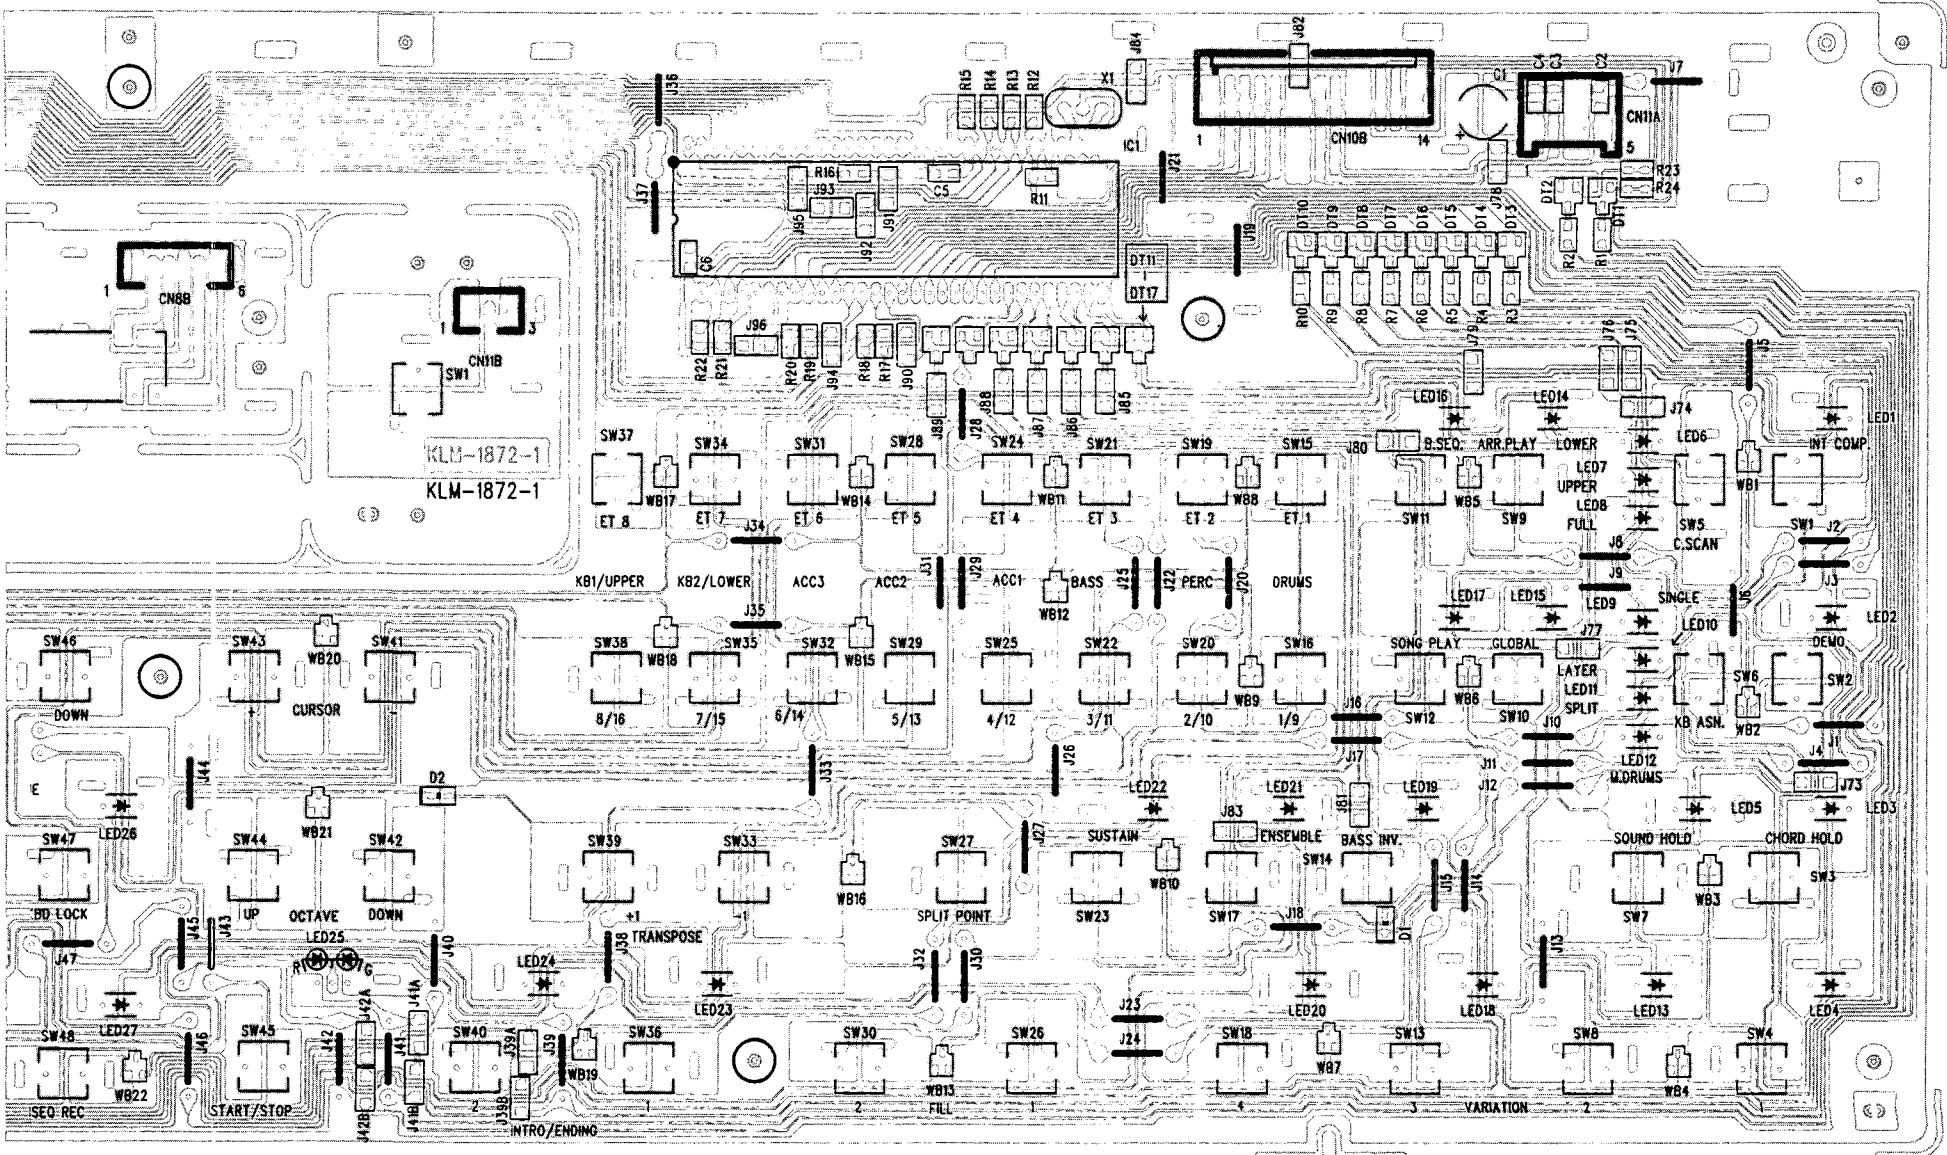 J82
J84
J36
R15 R14 R13 R12 X1
C1 C4 C3 C2 J7
CN10B CN11A
1 14 1 5
IC1
J21
J37
R16 J93 C5 R11
J95 J92 J91
C6
J78 DT2 DT1 R23
R24
R2 R1
J19
DT10 DT9 DT8 DT7 DT6 DT5 DT4 DT3
DT11
DT17
R10 R9 R8 R7 R6 R5 R4 R3
1 CN8B 6
1 CN11B 3
SW1
R22 R21 J96 R20 R19 J94 R18 R17 J90
J79 J76 J75 J5
J89 J28 J88 J87 J86 J85
LED16 LED14 J74 LED1
KLM-1872-1
KLM-1872-1
SW37 SW34 SW31 SW28 SW24 SW21 SW19 SW15
J80 B.SEQ. ARR.PLAY LOWER LED6 INT COMP.
LED7
UPPER
LED8
FULL
WB17 WB14 WB11 WB8 WB5 WB1
ET 8 ET 7 ET 6 ET 5 ET 4 ET 3 ET 2 ET 1
SW11 SW9 SW5 SW1 J2
C.SCAN
J34 J8
J31 J29 J25 J22 J20 J9 J3
KB1/UPPER KB2/LOWER ACC3 ACC2 ACC1 BASS PERC DRUMS
WB12
LED17 LED15 LED9 SINGLE J6
LED10 LED2
J35
SW46 SW43 WB20 SW41
SW38 WB18 SW35 SW32 WB15 SW29 SW25 SW22 SW20 SW16
SONG PLAY GLOBAL J77 DEMO
LAYER
LED11
SPLIT
WB9 WB6 SW6 SW2
DOWN + CURSOR -
8/16 7/15 6/14 5/13 4/12 3/11 2/10 1/9
J16 SW12 SW10 J10 KB ASN. WB2
J17 J11 J12 LED12 J4 J1
M.DRUMS J73
J44 J33 J26
D2
LED26 WB21
LED22 J83 LED21 J81 LED19 LED5 LED3
SUSTAIN ENSEMBLE BASS INV. SOUND HOLD CHORD HOLD
SW47 SW44 SW42 SW39 SW33 SW27 J27
WB16 WB10 SW14 J15 J14 WB3 SW3
BD LOCK UP OCTAVE DOWN
+1 TRANSPOSE -1 SPLIT POINT SW23 SW17 J18 D1 SW7
J47 J45 J43 LED25 J40 J38 J32 J30 J13
R G
LED24
LED27 J42A J41A LED23 LED20 LED18 LED13 LED4
J23
J24
SW48 J46 SW45 J42 J41 SW40 J39A J39 SW36 SW30 SW26 SW18 SW13 SW8 SW4
WB22 WB19 WB13 WB7 WB4
SEQ REC START/STOP J42B J41B 2 J39B 1
INTRO/ENDING
2 FILL 1 4 3 VARIATION 2 1